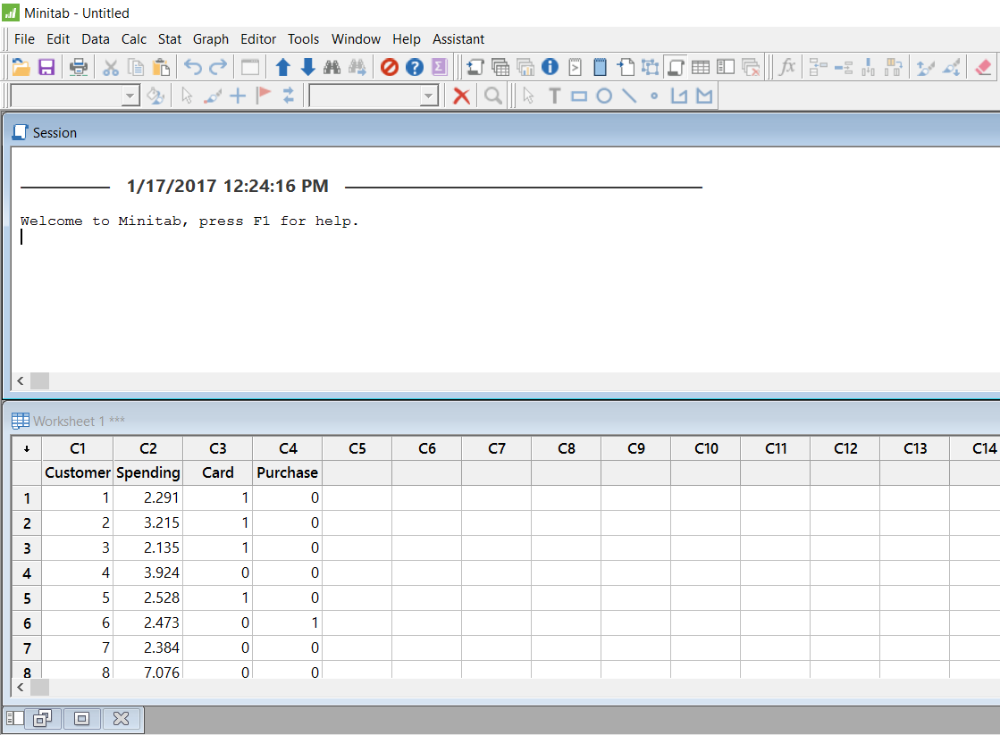 Minitab - Untitled
File Edit Data Calc Stat Graph Editor Tools Window Help Assistant
Session
1/17/2017 12:24:16 PM
Welcome to Minitab, press F1 for help.
Worksheet 1 ***
↓ C1 C2 C3 C4 C5 C6 C7 C8 C9 C10 C11 C12 C13 C14
Customer Spending Card Purchase
1 1 2.291 1 0
2 2 3.215 1 0
3 3 2.135 1 0
4 4 3.924 0 0
5 5 2.528 1 0
6 6 2.473 0 1
7 7 2.384 0 0
8 8 7.076 0 0